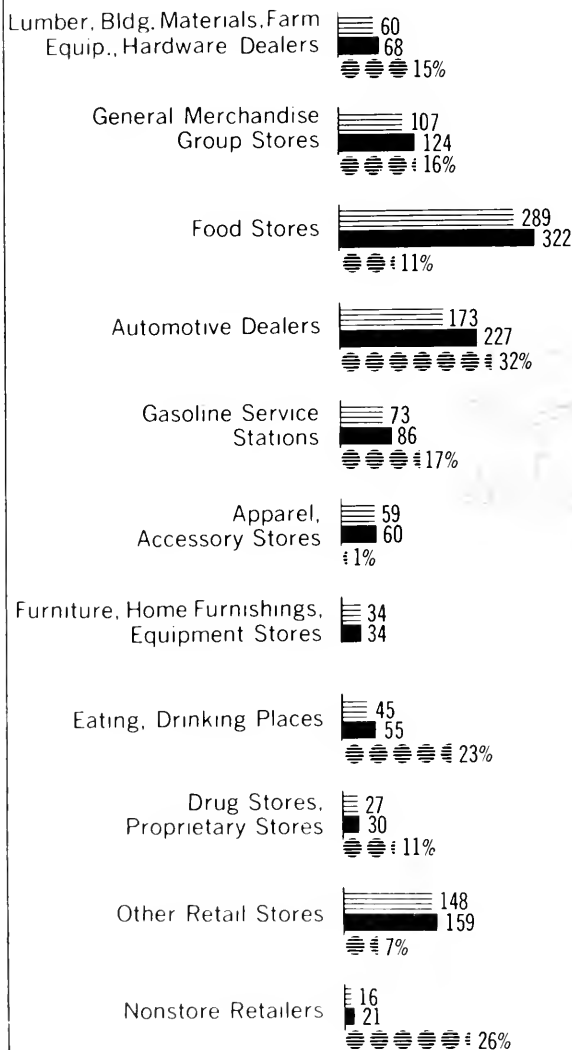 Lumber, Bldg. Materials, Farm
Equip., Hardware Dealers
60
68
15%
General Merchandise
Group Stores
107
124
16%
Food Stores
289
322
11%
Automotive Dealers
173
227
32%
Gasoline Service
Stations
73
86
17%
Apparel,
Accessory Stores
59
60
1%
Furniture, Home Furnishings,
Equipment Stores
34
34
Eating, Drinking Places
45
55
23%
Drug Stores,
Proprietary Stores
27
30
11%
Other Retail Stores
148
159
7%
Nonstore Retailers
16
21
26%